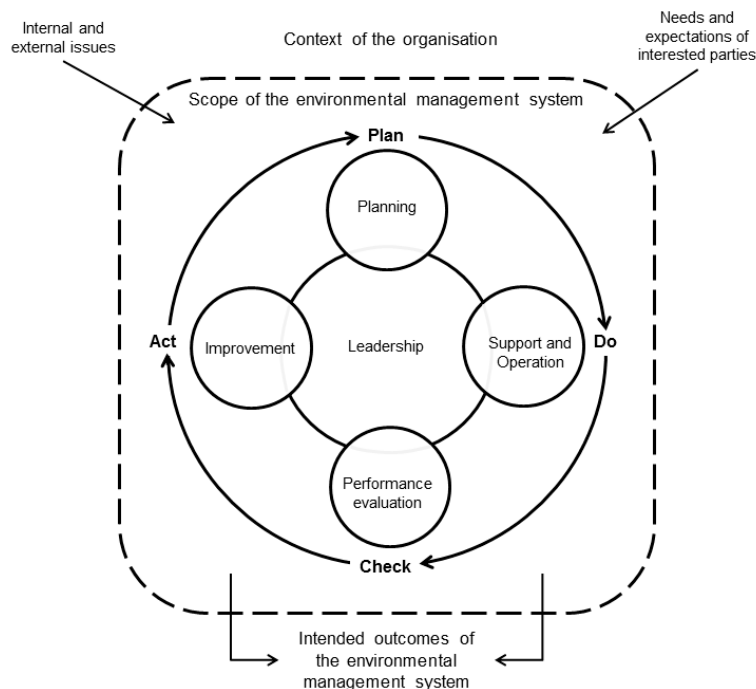 Internal and
external issues
Context of the organisation
Needs and
expectations of
interested parties
Scope of the environmental management system
Plan
Planning
Act
Improvement
Leadership
Support and
Operation
Do
Performance
evaluation
Check
Intended outcomes of
the environmental
management system